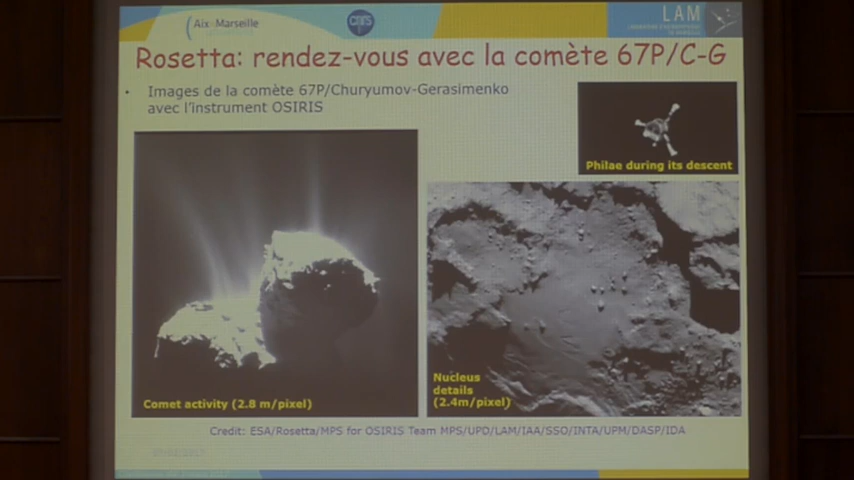 Aix Marseille
LAM
Rosetta: rendez-vous avec la comète 67P/C-G
• Images de la comète 67P/Churyumov-Gerasimenko
avec l'instrument OSIRIS
Philae during its descent
Comet activity (2.8 m/pixel)
Nucleus
details
(2.4m/pixel)
Credit: ESA/Rosetta/MPS for OSIRIS Team MPS/UPD/LAM/IAA/SSO/INTA/UPM/DASP/IDA